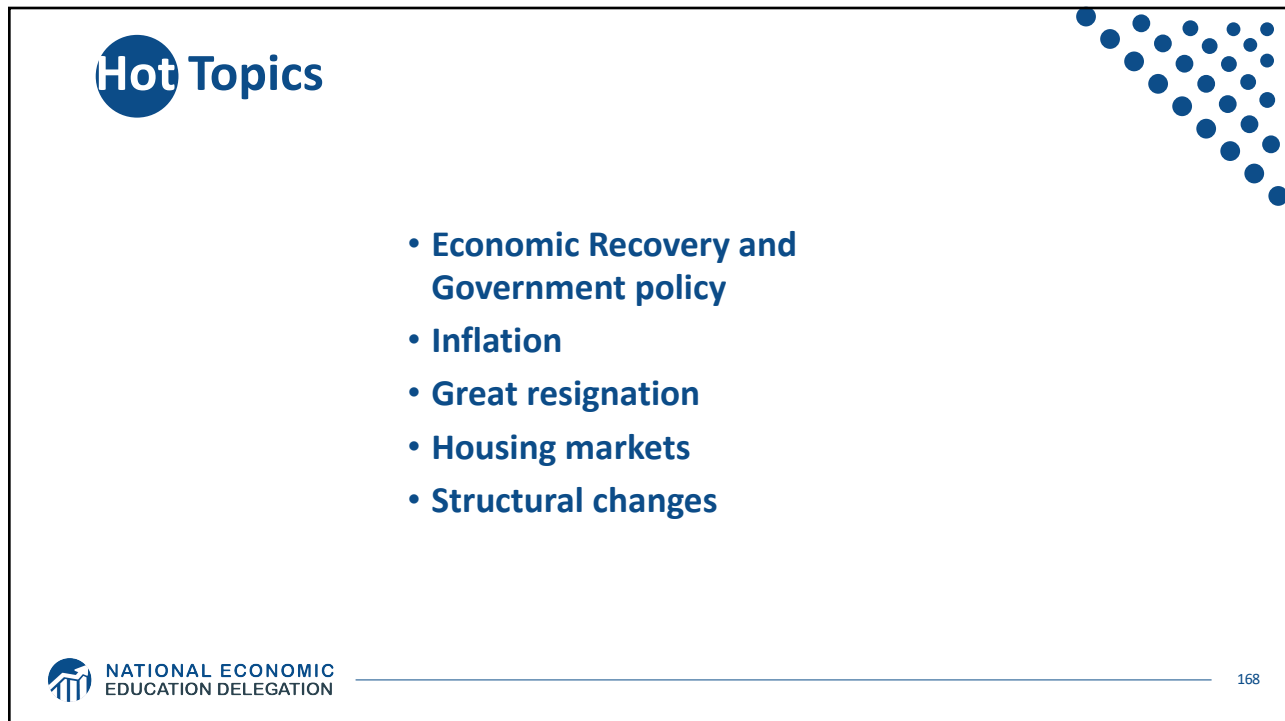 Hot Topics
• Economic Recovery and
Government policy
• Inflation
• Great resignation
• Housing markets
• Structural changes
NATIONAL ECONOMIC
EDUCATION DELEGATION
168